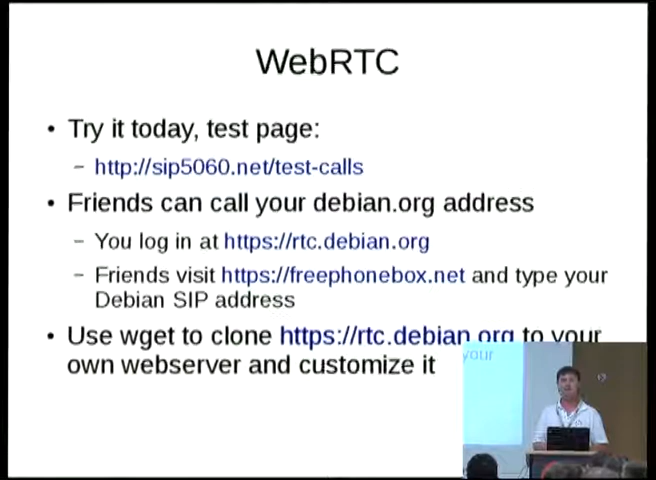 WebRTC
• Try it today, test page:
– http://sip5060.net/test-calls
• Friends can call your debian.org address
– You log in at https://rtc.debian.org
– Friends visit https://freephonebox.net and type your
Debian SIP address
• Use wget to clone https://rtc.debian.org to your
own webserver and customize it
your